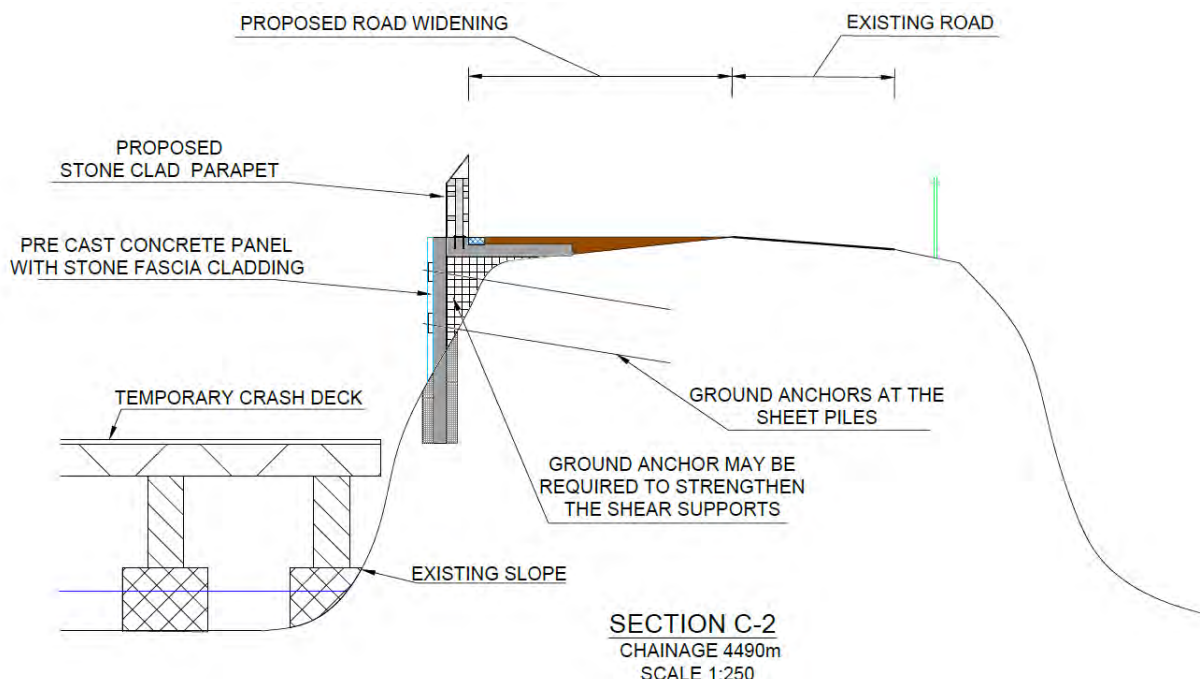 PROPOSED ROAD WIDENING
EXISTING ROAD
PROPOSED
STONE CLAD PARAPET
PRE CAST CONCRETE PANEL
WITH STONE FASCIA CLADDING
TEMPORARY CRASH DECK
GROUND ANCHORS AT THE
SHEET PILES
GROUND ANCHOR MAY BE
REQUIRED TO STRENGTHEN
THE SHEAR SUPPORTS
EXISTING SLOPE
SECTION C-2
CHAINAGE 4490m
SCALE 1:250